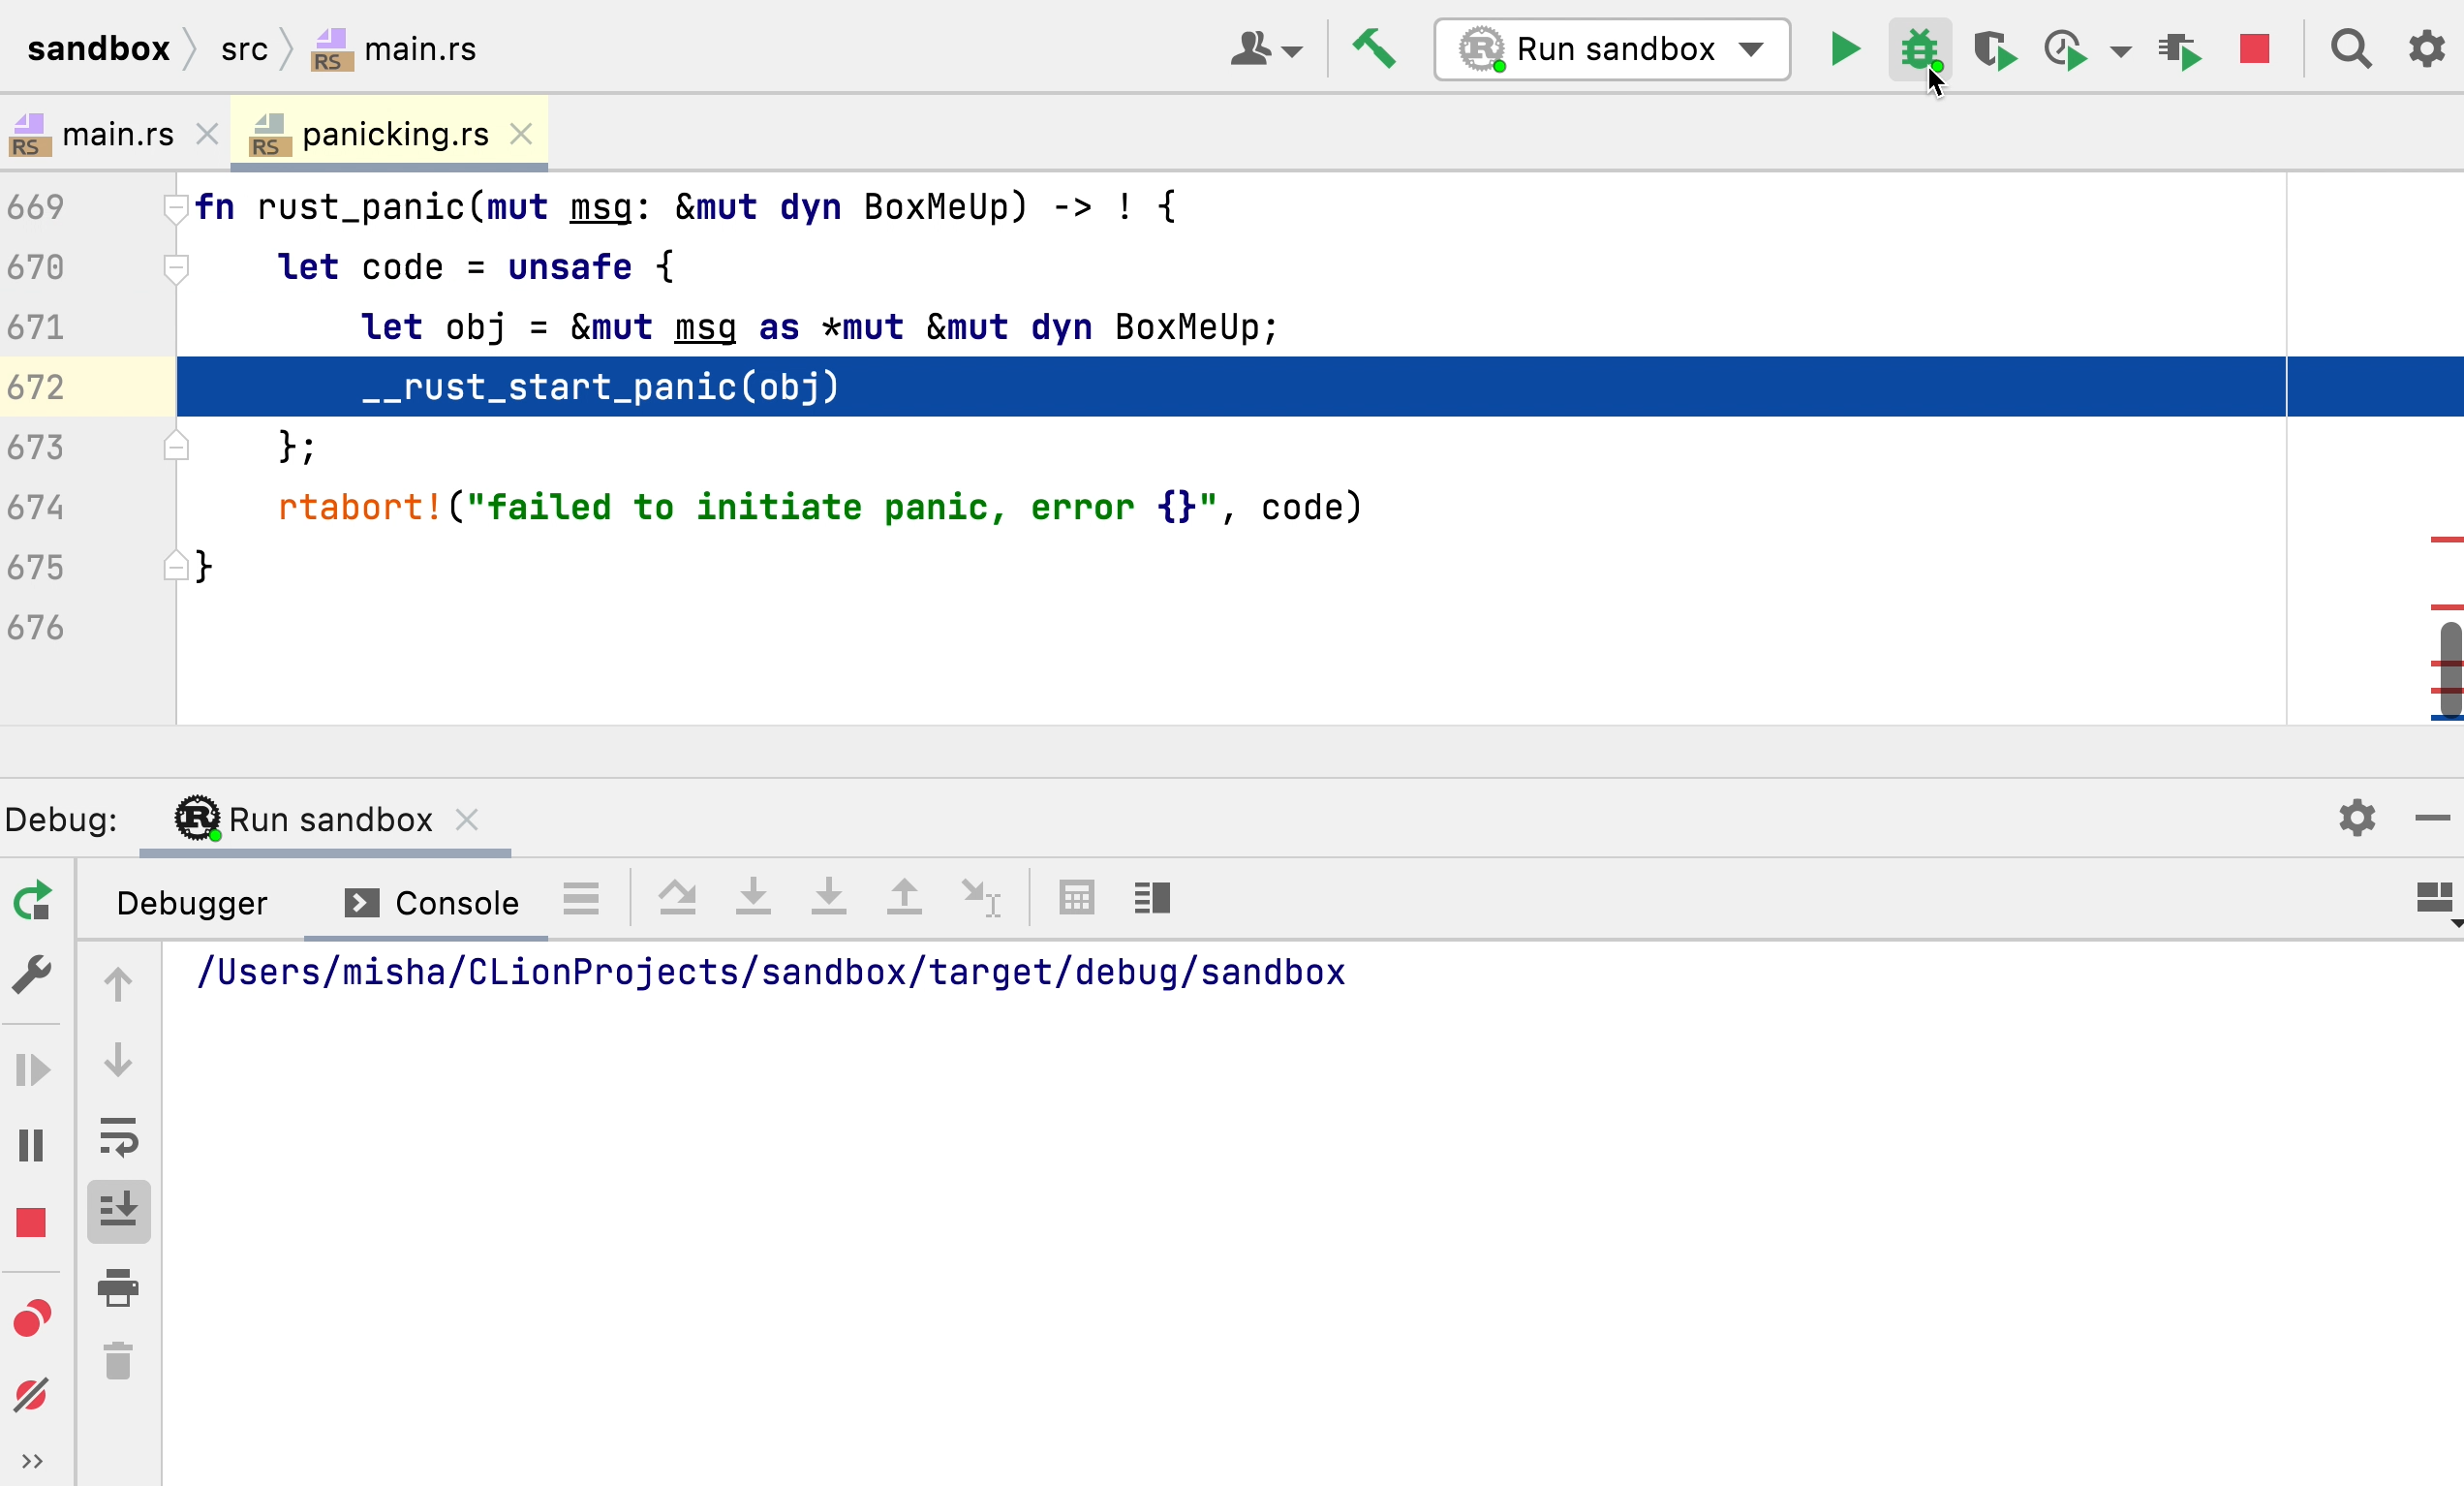 sandbox src main.rs Run sandbox
main.rs panicking.rs
669 fn rust_panic(mut msg: &mut dyn BoxMeUp) -> ! {
670 let code = unsafe {
671 let obj = &mut msg as *mut &mut dyn BoxMeUp;
672 __rust_start_panic(obj)
673 };
674 rtabort!("failed to initiate panic, error {}", code)
675 }
676
Debug: Run sandbox
Debugger Console
/Users/misha/CLionProjects/sandbox/target/debug/sandbox